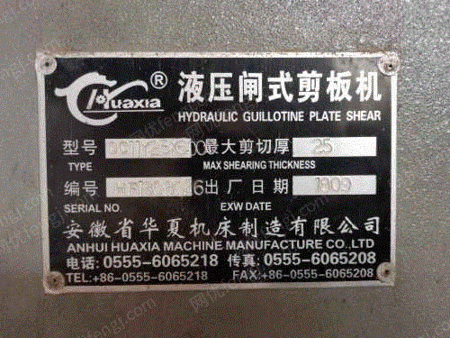 Huaxia ®
液压闸式剪板机
HYDRAULIC GUILLOTINE PLATE SHEAR
型号 最大剪切厚 25
TYPE MAX SHEARING THICKNESS
编号 出厂日期 1809
SERIAL NO. EXW DATE
安徽省华夏机床制造有限公司
ANHUI HUAXIA MACHINE MANUFACTURE CO.,LTD
电话: 0555-6065218 传真: 0555-6065208
TEL:+86-0555-6065218 FAX:+86-0555-6065208